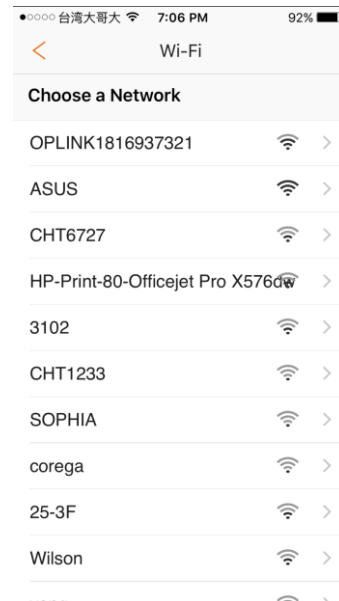 台湾大哥大 7:06 PM 92%
Wi-Fi
Choose a Network
OPLINK1816937321
ASUS
CHT6727
HP-Print-80-Officejet Pro X576dw
3102
CHT1233
SOPHIA
corega
25-3F
Wilson